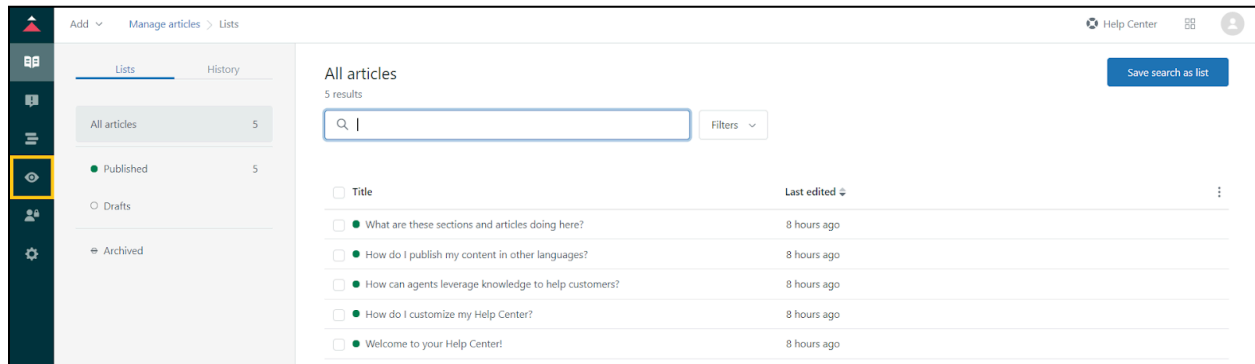 Add Manage articles > Lists Help Center
Lists History
All articles 5
Published 5
Drafts
Archived
All articles
5 results
Save search as list
Filters
Title Last edited
What are these sections and articles doing here? 8 hours ago
How do I publish my content in other languages? 8 hours ago
How can agents leverage knowledge to help customers? 8 hours ago
How do I customize my Help Center? 8 hours ago
Welcome to your Help Center! 8 hours ago